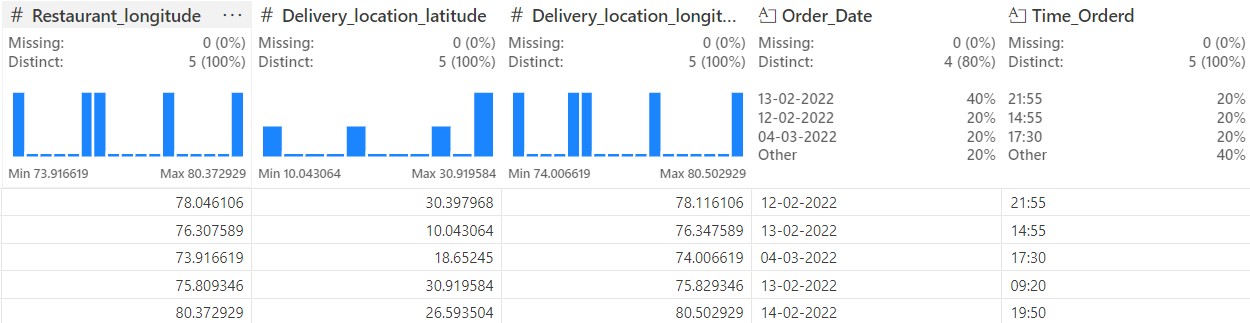 # Restaurant_longitude ··· # Delivery_location_latitude # Delivery_location_longit... A Order_Date A Time_Orderd
Missing: 0 (0%) Missing: 0 (0%) Missing: 0 (0%) Missing: 0 (0%) Missing: 0 (0%)
Distinct: 5 (100%) Distinct: 5 (100%) Distinct: 5 (100%) Distinct: 4 (80%) Distinct: 5 (100%)
13-02-2022 40% 21:55 20%
12-02-2022 20% 14:55 20%
04-03-2022 20% 17:30 20%
Other 20% Other 40%
Min 73.916619 Max 80.372929 Min 10.043064 Max 30.919584 Min 74.006619 Max 80.502929
78.046106 30.397968 78.116106 12-02-2022 21:55
76.307589 10.043064 76.347589 13-02-2022 14:55
73.916619 18.65245 74.006619 04-03-2022 17:30
75.809346 30.919584 75.829346 13-02-2022 09:20
80.372929 26.593504 80.502929 14-02-2022 19:50